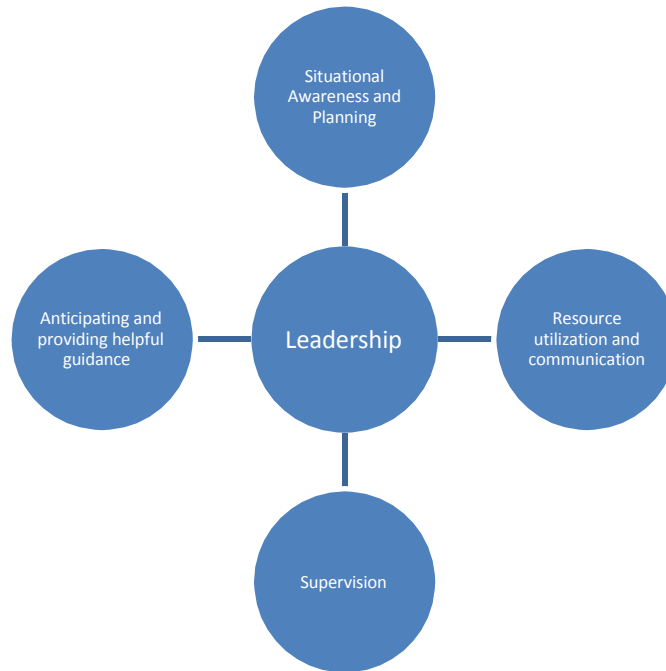 Situational
Awareness and
Planning
Anticipating and
providing helpful
guidance
Leadership
Resource
utilization and
communication
Supervision